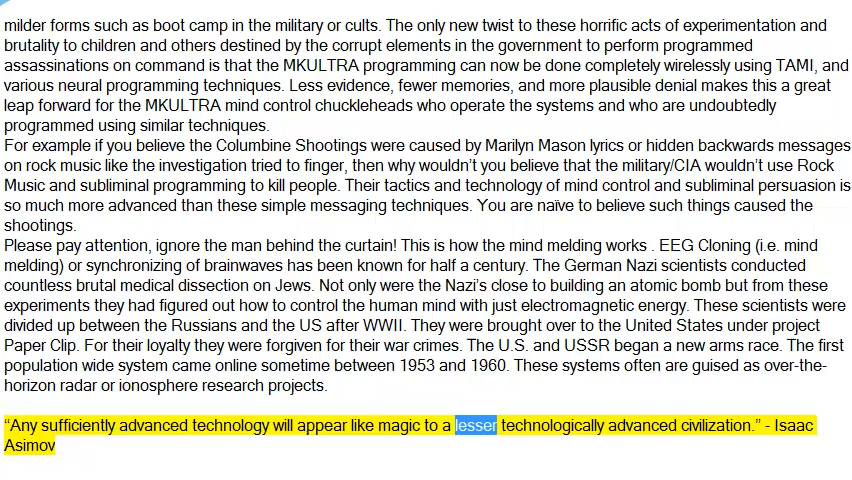 milder forms such as boot camp in the military or cults. The only new twist to these horrific acts of experimentation and
brutality to children and others destined by the corrupt elements in the government to perform programmed
assassinations on command is that the MKULTRA programming can now be done completely wirelessly using TAMI, and
various neural programming techniques. Less evidence, fewer memories, and more plausible denial makes this a great
leap forward for the MKULTRA mind control chuckleheads who operate the systems and who are undoubtedly
programmed using similar techniques.
For example if you believe the Columbine Shootings were caused by Marilyn Mason lyrics or hidden backwards messages
on rock music like the investigation tried to finger, then why wouldn’t you believe that the military/CIA wouldn’t use Rock
Music and subliminal programming to kill people. Their tactics and technology of mind control and subliminal persuasion is
so much more advanced than these simple messaging techniques. You are naïve to believe such things caused the
shootings.
Please pay attention, ignore the man behind the curtain! This is how the mind melding works . EEG Cloning (i.e. mind
melding) or synchronizing of brainwaves has been known for half a century. The German Nazi scientists conducted
countless brutal medical dissection on Jews. Not only were the Nazi’s close to building an atomic bomb but from these
experiments they had figured out how to control the human mind with just electromagnetic energy. These scientists were
divided up between the Russians and the US after WWII. They were brought over to the United States under project
Paper Clip. For their loyalty they were forgiven for their war crimes. The U.S. and USSR began a new arms race. The first
population wide system came online sometime between 1953 and 1960. These systems often are guised as over-the-
horizon radar or ionosphere research projects.
“Any sufficiently advanced technology will appear like magic to a lesser technologically advanced civilization.” - Isaac
Asimov